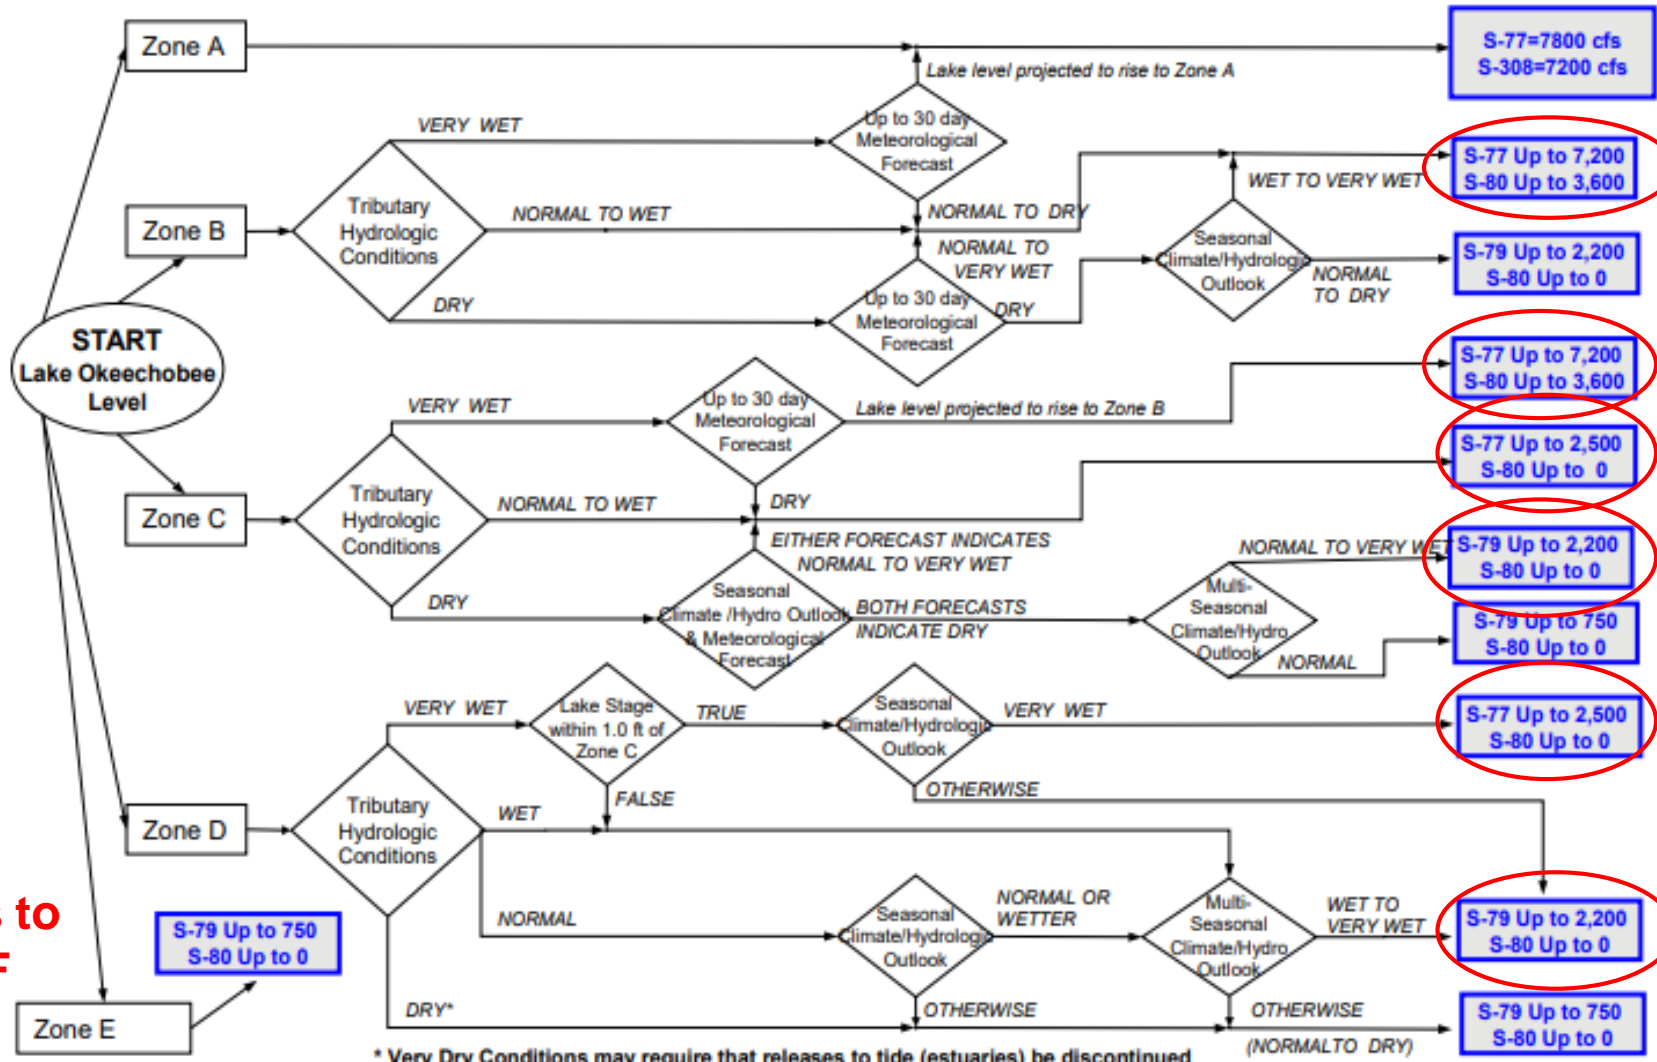 Zone A
S-77=7800 cfs
S-308=7200 cfs
Lake level projected to rise to Zone A
VERY WET
Up to 30 day
Meteorological
Forecast
S-77 Up to 7,200
S-80 Up to 3,600
WET TO VERY WET
Zone B
Tributary
Hydrologic
Conditions
NORMAL TO WET
NORMAL TO DRY
NORMAL TO
VERY WET
Seasonal
Climate/Hydrologic
Outlook
NORMAL
TO DRY
S-79 Up to 2,200
S-80 Up to 0
DRY
Up to 30 day
Meteorological
Forecast
DRY
START
Lake Okeechobee
Level
VERY WET
Up to 30 day
Meteorological
Forecast
Lake level projected to rise to Zone B
S-77 Up to 7,200
S-80 Up to 3,600
S-77 Up to 2,500
S-80 Up to 0
Zone C
Tributary
Hydrologic
Conditions
NORMAL TO WET
DRY
EITHER FORECAST INDICATES
NORMAL TO VERY WET
NORMAL TO VERY WET
S-79 Up to 2,200
S-80 Up to 0
DRY
Seasonal
Climate /Hydro Outlook
& Meteorological
Forecast
BOTH FORECASTS
INDICATE DRY
Multi-
Seasonal
Climate/Hydro
Outlook
NORMAL
S-79 Up to 750
S-80 Up to 0
VERY WET
Lake Stage
within 1.0 ft of
Zone C
TRUE
Seasonal
Climate/Hydrologic
Outlook
VERY WET
S-77 Up to 2,500
S-80 Up to 0
FALSE
OTHERWISE
Zone D
Tributary
Hydrologic
Conditions
WET
NORMAL
Seasonal
Climate/Hydrologic
Outlook
NORMAL OR
WETTER
Multi-
Seasonal
Climate/Hydro
Outlook
WET TO
VERY WET
S-79 Up to 2,200
S-80 Up to 0
to
S-79 Up to 750
S-80 Up to 0
Zone E
DRY*
OTHERWISE
OTHERWISE
(NORMALTO DRY)
S-79 Up to 750
S-80 Up to 0
* Very Dry Conditions may require that releases to tide (estuaries) be discontinued